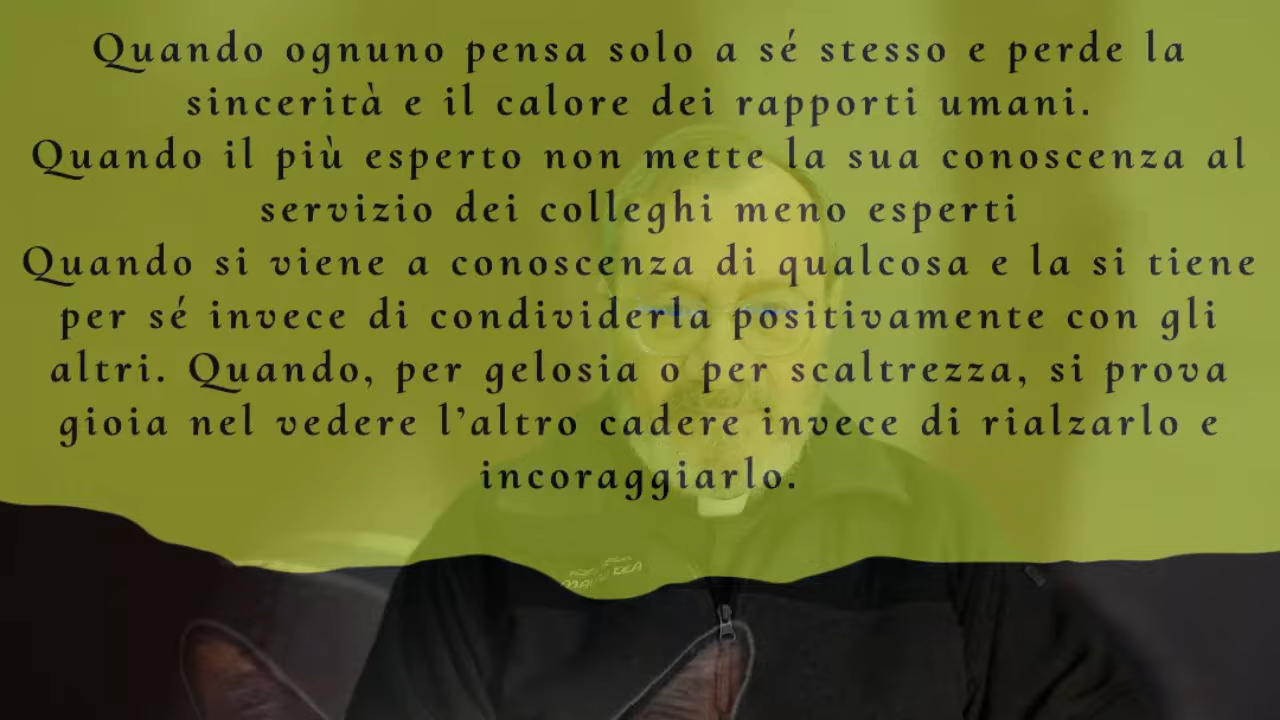 Quando ognuno pensa solo a sé stesso e perde la
sincerità e il calore dei rapporti umani.
Quando il più esperto non mette la sua conoscenza al
servizio dei colleghi meno esperti
Quando si viene a conoscenza di qualcosa e la si tiene
per sé invece di condividerla positivamente con gli
altri. Quando, per gelosia o per scaltrezza, si prova
gioia nel vedere l’altro cadere invece di rialzarlo e
incoraggiarlo.